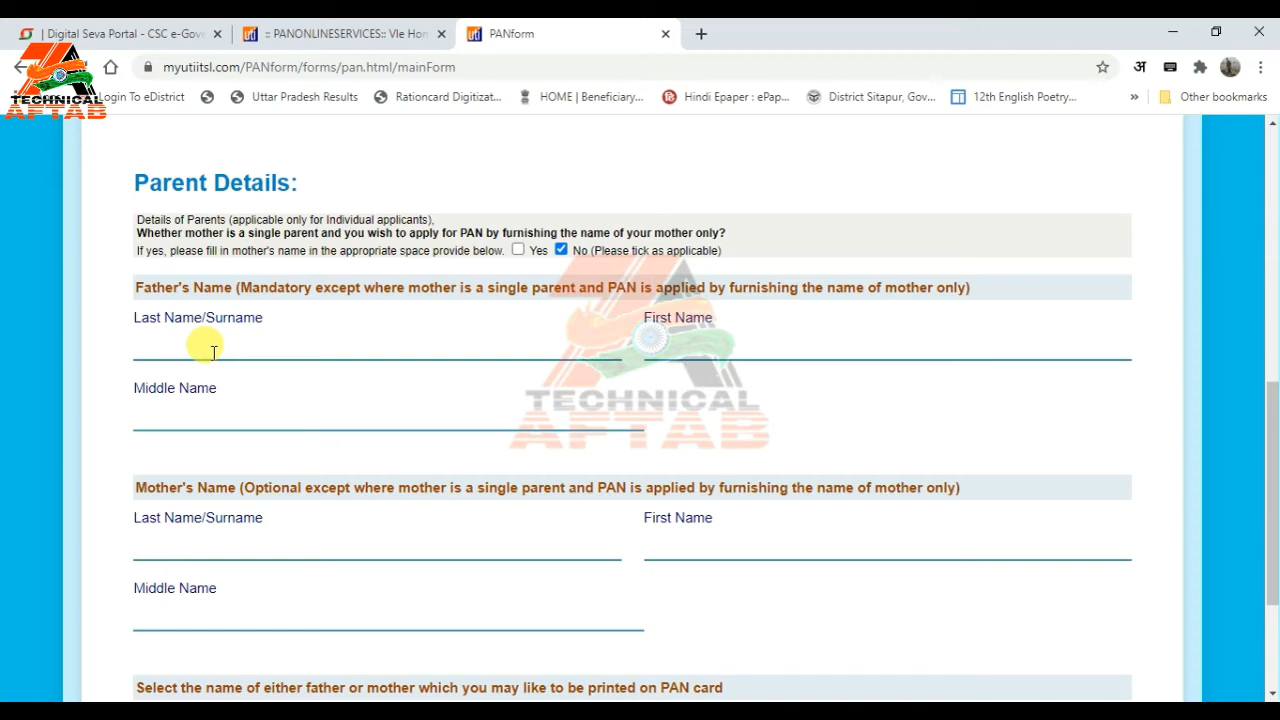 | Digital Seva Portal - CSC e-Gove
:: PANONLINESERVICES:: Vle Hon
PANform
myutiitsl.com/PANform/forms/pan.html/mainForm
अ
TECHNICAL
AFTAB
Login To eDistrict
Uttar Pradesh Results
Rationcard Digitizat...
HOME | Beneficiary...
Hindi Epaper ePap...
District Sitapur, Gov...
12th English Poetry...
»
Other bookmarks
Parent Details:
Details of Parents (applicable only for Individual applicants).
Whether mother is a single parent and you wish to apply for PAN by furnishing the name of your mother only?
If yes, please fill in mother's name in the appropriate space provide below. Yes No (Please tick as applicable)
Father's Name (Mandatory except where mother is a single parent and PAN is applied by furnishing the name of mother only)
Last Name/Surname
First Name
Middle Name
TECHNICAL
AFTAB
Mother's Name (Optional except where mother is a single parent and PAN is applied by furnishing the name of mother only)
Last Name/Surname
First Name
Middle Name
Select the name of either father or mother which you may like to be printed on PAN card